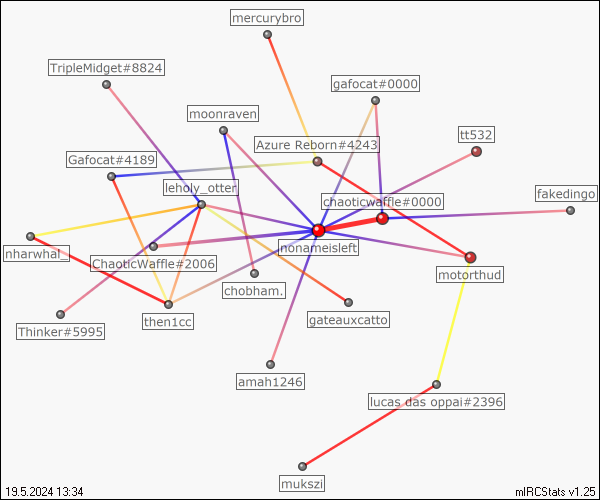 mercurybro
TripleMidget#8824
gafocat#0000
moonraven
tt532
Azure Reborn#4243
Gafocat#4189
leholy_otter
chaoticwaffle#0000
fakedingo
nonameisleft
nharwhal_
ChaoticWaffle#2006
motorthud
chobham.
Thinker#5995
then1cc
gateauxcatto
amah1246
lucas das oppai#2396
mukszi
19.5.2024 13:34
mIRCStats v1.25